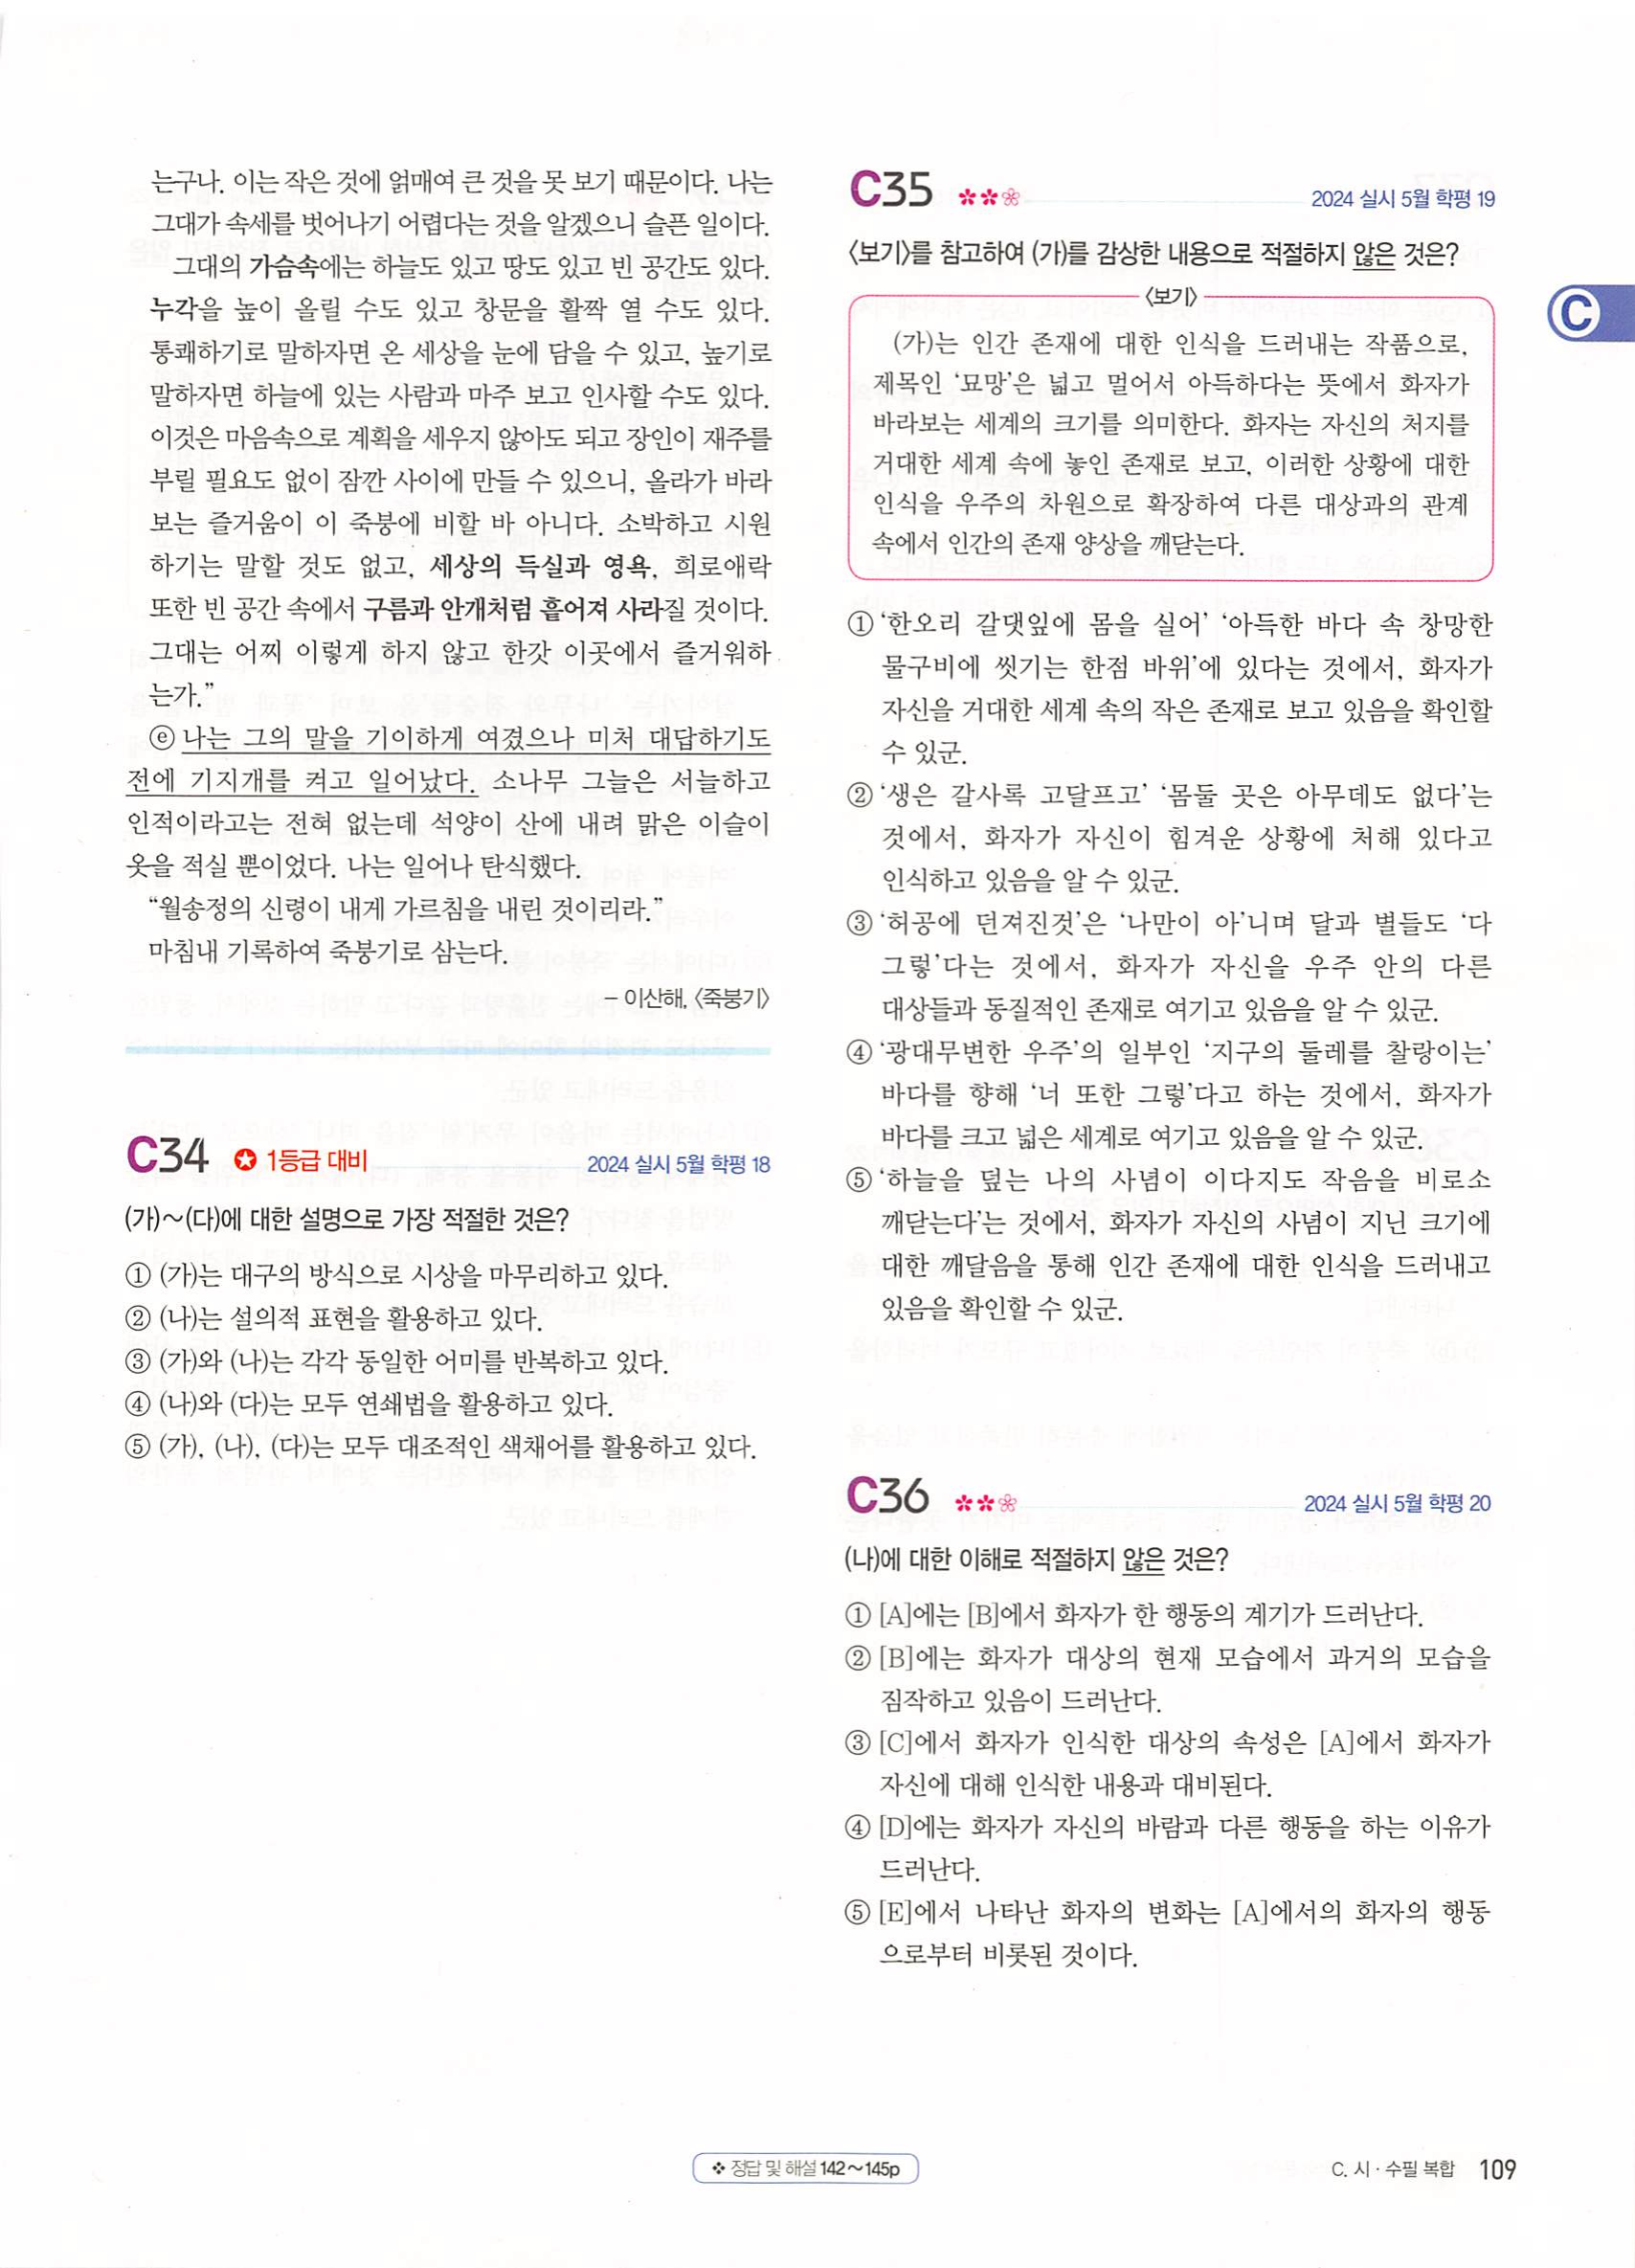 는구나. 이는 작은 것에 얽매여 큰 것을 못 보기 때문이다. 나는
그대가 속세를 벗어나기 어렵다는 것을 알겠으니 슬픈 일이다.
그대의 가슴속에는 하늘도 있고 땅도 있고 빈 공간도 있다.
누각을 높이 올릴 수도 있고 창문을 활짝 열 수도 있다.
통쾌하기로 말하자면 온 세상을 눈에 담을 수 있고, 높기로
말하자면 하늘에 있는 사람과 마주 보고 인사할 수도 있다.
이것은 마음속으로 계획을 세우지 않아도 되고 장인이 재주를
부릴 필요도 없이 잠깐 사이에 만들 수 있으니, 올라가 바라
보는 즐거움이 이 죽붕에 비할 바 아니다. 소박하고 시원
하기는 말할 것도 없고, 세상의 득실과 영욕, 희로애락
또한 빈 공간 속에서 구름과 안개처럼 흩어져 사라질 것이다.
그대는 어찌 이렇게 하지 않고 한갓 이곳에서 즐거워하
는가.”
ⓔ 나는 그의 말을 기이하게 여겼으나 미처 대답하기도
전에 기지개를 켜고 일어났다. 소나무 그늘은 서늘하고
인적이라고는 전혀 없는데 석양이 산에 내려 맑은 이슬이
옷을 적실 뿐이었다. 나는 일어나 탄식했다.
“월송정의 신령이 내게 가르침을 내린 것이리라.”
마침내 기록하여 죽붕기로 삼는다.
– 이산해, 〈죽붕기〉
C34 1등급 대비 2024 실시 5월 학평 18
(가)~(다)에 대한 설명으로 가장 적절한 것은?
① (가)는 대구의 방식으로 시상을 마무리하고 있다.
② (나)는 설의적 표현을 활용하고 있다.
③ (가)와 (나)는 각각 동일한 어미를 반복하고 있다.
④ (나)와 (다)는 모두 연쇄법을 활용하고 있다.
⑤ (가), (나), (다)는 모두 대조적인 색채어를 활용하고 있다.
C35 2024 실시 5월 학평 19
〈보기〉를 참고하여 (가)를 감상한 내용으로 적절하지 않은 것은?
〈보기〉
(가)는 인간 존재에 대한 인식을 드러내는 작품으로,
제목인 ‘묘망’은 넓고 멀어서 아득하다는 뜻에서 화자가
바라보는 세계의 크기를 의미한다. 화자는 자신의 처지를
거대한 세계 속에 놓인 존재로 보고, 이러한 상황에 대한
인식을 우주의 차원으로 확장하여 다른 대상과의 관계
속에서 인간의 존재 양상을 깨닫는다.
① ‘한오리 갈댓잎에 몸을 실어’ ‘아득한 바다 속 창망한
물구비에 씻기는 한점 바위’에 있다는 것에서, 화자가
자신을 거대한 세계 속의 작은 존재로 보고 있음을 확인할
수 있군.
② ‘생은 갈사록 고달프고’ ‘몸둘 곳은 아무데도 없다’는
것에서, 화자가 자신이 힘겨운 상황에 처해 있다고
인식하고 있음을 알 수 있군.
③ ‘허공에 던져진것’은 ‘나만이 아’니며 달과 별들도 ‘다
그렇’다는 것에서, 화자가 자신을 우주 안의 다른
대상들과 동질적인 존재로 여기고 있음을 알 수 있군.
④ ‘광대무변한 우주’의 일부인 ‘지구의 둘레를 찰랑이는’
바다를 향해 ‘너 또한 그렇’다고 하는 것에서, 화자가
바다를 크고 넓은 세계로 여기고 있음을 알 수 있군.
⑤ ‘하늘을 덮는 나의 사념이 이다지도 작음을 비로소
깨닫는다’는 것에서, 화자가 자신의 사념이 지닌 크기에
대한 깨달음을 통해 인간 존재에 대한 인식을 드러내고
있음을 확인할 수 있군.
C
C36 2024 실시 5월 학평 20
(나)에 대한 이해로 적절하지 않은 것은?
① [A]에는 [B]에서 화자가 한 행동의 계기가 드러난다.
② [B]에는 화자가 대상의 현재 모습에서 과거의 모습을
짐작하고 있음이 드러난다.
③ [C]에서 화자가 인식한 대상의 속성은 [A]에서 화자가
자신에 대해 인식한 내용과 대비된다.
④ [D]에는 화자가 자신의 바람과 다른 행동을 하는 이유가
드러난다.
⑤ [E]에서 나타난 화자의 변화는 [A]에서의 화자의 행동
으로부터 비롯된 것이다.
❖ 정답 및 해설 142~145p
C. 시·수필 복합 109